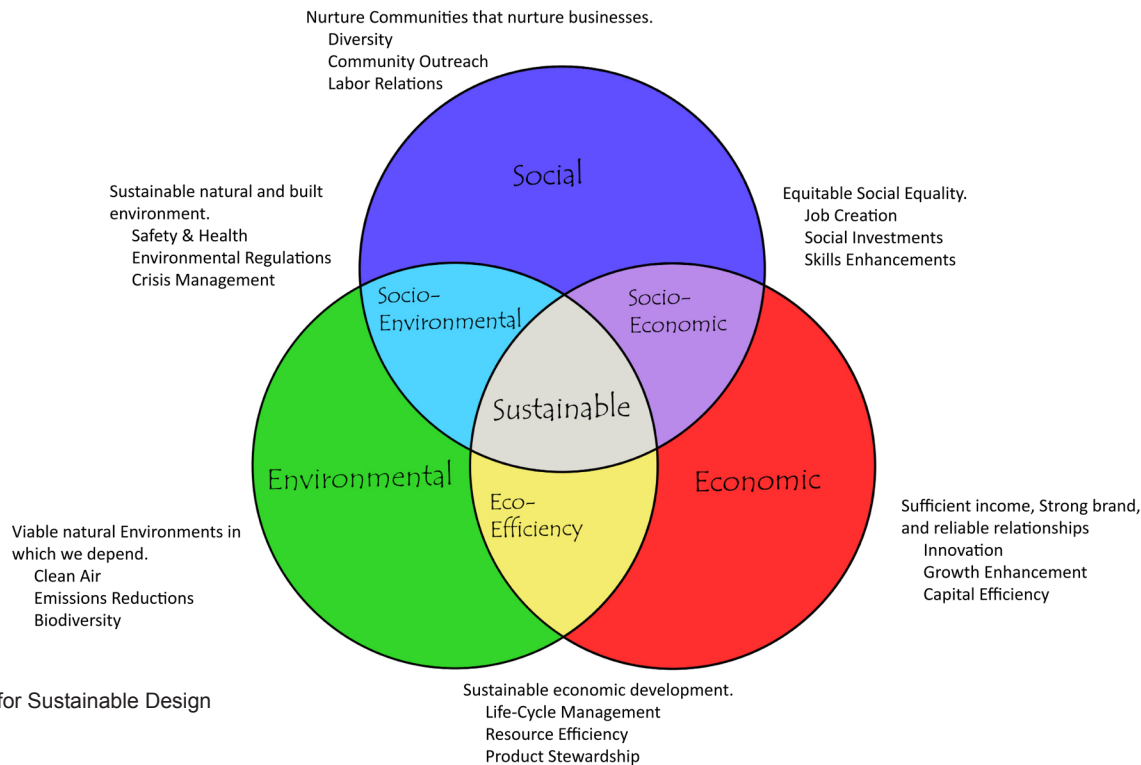 Nurture Communities that nurture businesses.
Diversity
Community Outreach
Labor Relations
Social
Sustainable natural and built
environment.
Safety & Health
Environmental Regulations
Crisis Management
Equitable Social Equality.
Job Creation
Social Investments
Skills Enhancements
Socio-
Environmental
Socio-
Economic
Sustainable
Environmental
Economic
Eco-
Efficiency
Viable natural Environments in
which we depend.
Clean Air
Emissions Reductions
Biodiversity
Sufficient income, Strong brand,
and reliable relationships
Innovation
Growth Enhancement
Capital Efficiency
for Sustainable Design
Sustainable economic development.
Life-Cycle Management
Resource Efficiency
Product Stewardship